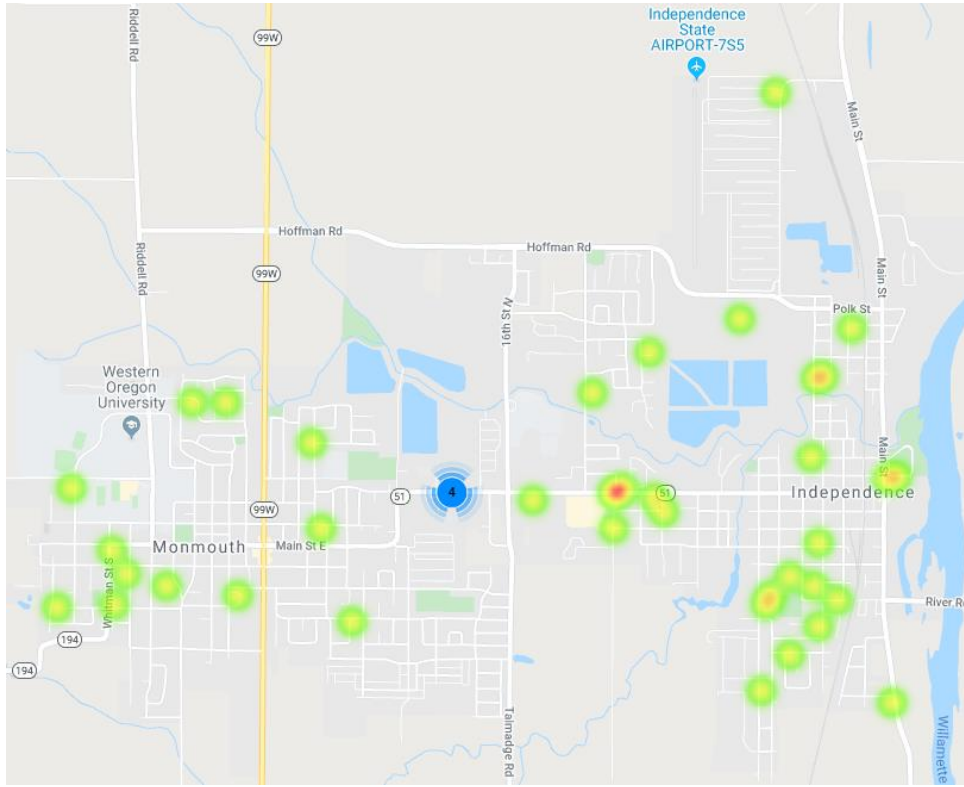 Riddell Rd
99W
Independence
State
AIRPORT-7S5
Main St
Hoffman Rd
Hoffman Rd
Riddell Rd
99W
Main St
16th St N
Polk St
Western
Oregon
University
Main St
51
4
51
Independence
99W
Monmouth
Main St E
Whitman St S
River R
194
194
Talmadge Rd
Willamette